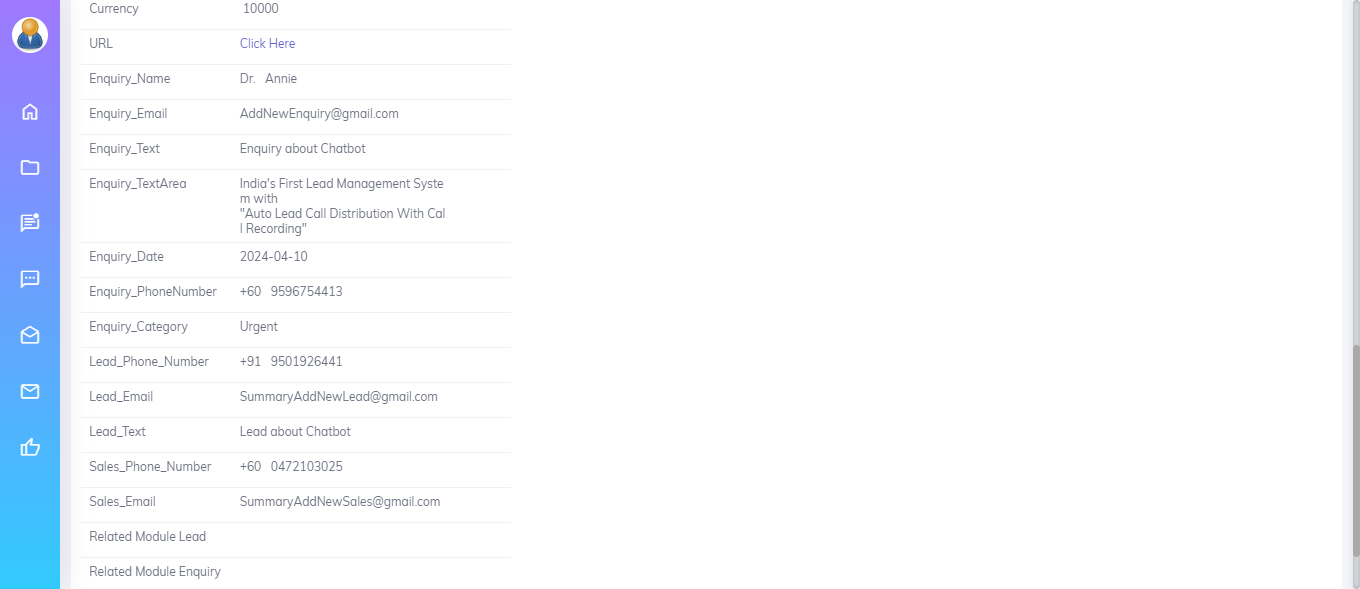 Currency 10000
URL Click Here
Enquiry_Name Dr. Annie
Enquiry_Email AddNewEnquiry@gmail.com
Enquiry_Text Enquiry about Chatbot
Enquiry_TextArea India's First Lead Management Syste
m with
"Auto Lead Call Distribution With Cal
l Recording"
Enquiry_Date 2024-04-10
Enquiry_PhoneNumber +60 9596754413
Enquiry_Category Urgent
Lead_Phone_Number +91 9501926441
Lead_Email SummaryAddNewLead@gmail.com
Lead_Text Lead about Chatbot
Sales_Phone_Number +60 0472103025
Sales_Email SummaryAddNewSales@gmail.com
Related Module Lead
Related Module Enquiry